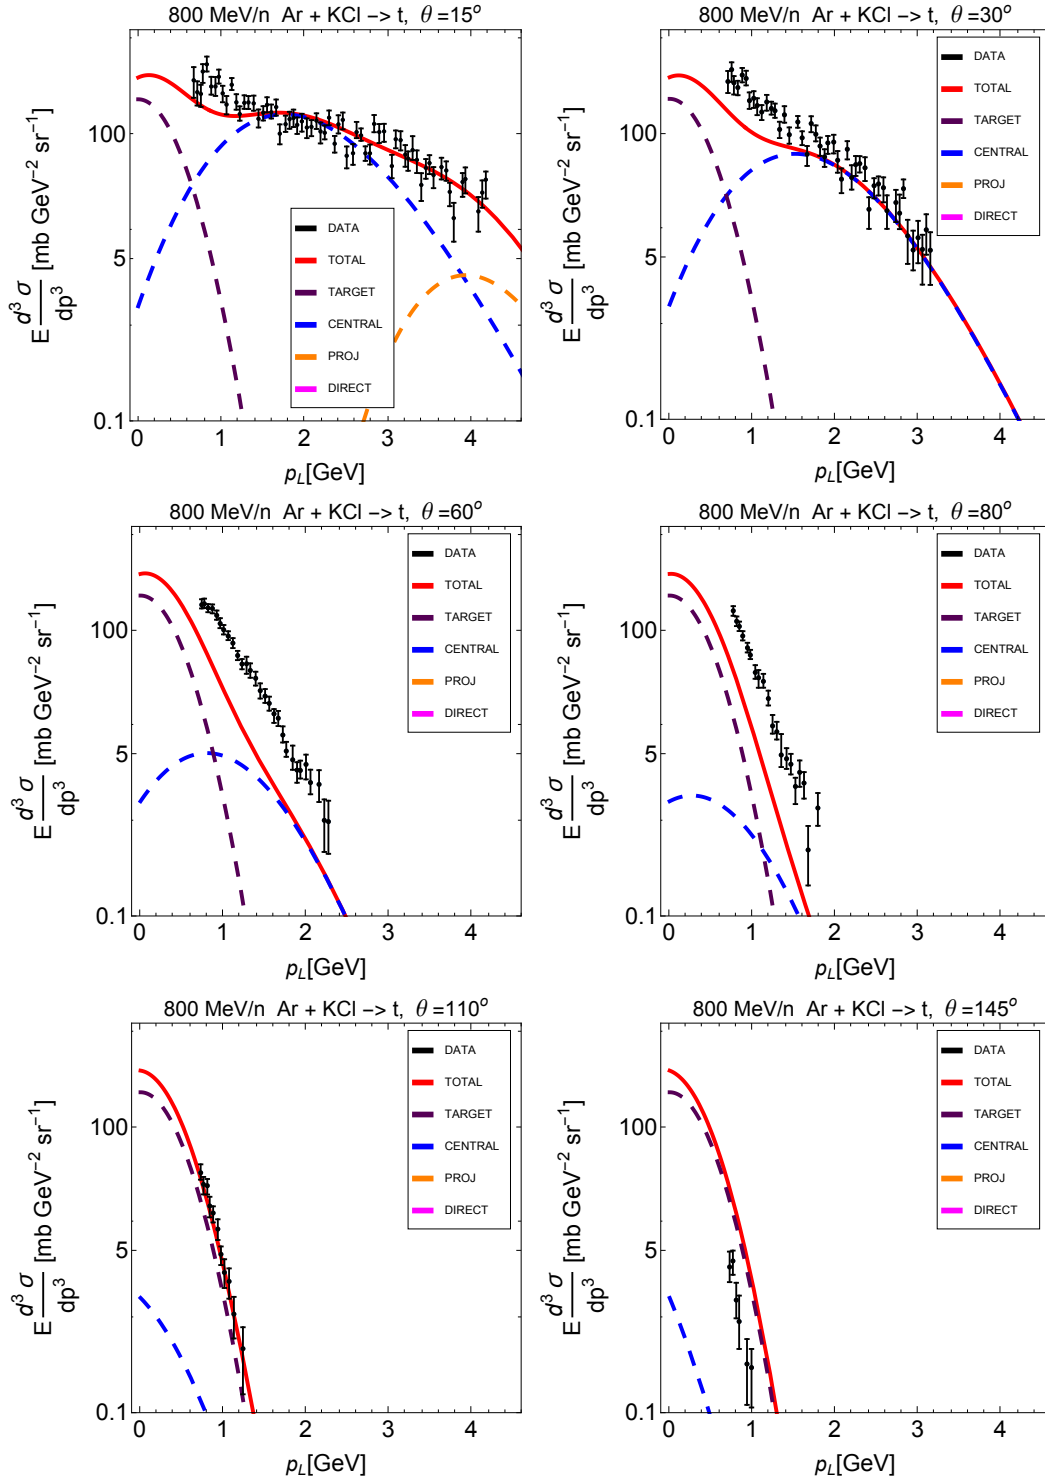 800 MeV/n Ar + KCl −> t, θ =15°
100
5
0.1
E d³ σ / dp³ [mb GeV⁻² sr⁻¹]
DATA
TOTAL
TARGET
CENTRAL
PROJ
DIRECT
0 1 2 3 4
p_L[GeV]
800 MeV/n Ar + KCl −> t, θ =30°
100
5
0.1
E d³ σ / dp³ [mb GeV⁻² sr⁻¹]
DATA
TOTAL
TARGET
CENTRAL
PROJ
DIRECT
0 1 2 3 4
p_L[GeV]
800 MeV/n Ar + KCl −> t, θ =60°
100
5
0.1
E d³ σ / dp³ [mb GeV⁻² sr⁻¹]
DATA
TOTAL
TARGET
CENTRAL
PROJ
DIRECT
0 1 2 3 4
p_L[GeV]
800 MeV/n Ar + KCl −> t, θ =80°
100
5
0.1
E d³ σ / dp³ [mb GeV⁻² sr⁻¹]
DATA
TOTAL
TARGET
CENTRAL
PROJ
DIRECT
0 1 2 3 4
p_L[GeV]
800 MeV/n Ar + KCl −> t, θ =110°
100
5
0.1
E d³ σ / dp³ [mb GeV⁻² sr⁻¹]
DATA
TOTAL
TARGET
CENTRAL
PROJ
DIRECT
0 1 2 3 4
p_L[GeV]
800 MeV/n Ar + KCl −> t, θ =145°
100
5
0.1
E d³ σ / dp³ [mb GeV⁻² sr⁻¹]
DATA
TOTAL
TARGET
CENTRAL
PROJ
DIRECT
0 1 2 3 4
p_L[GeV]